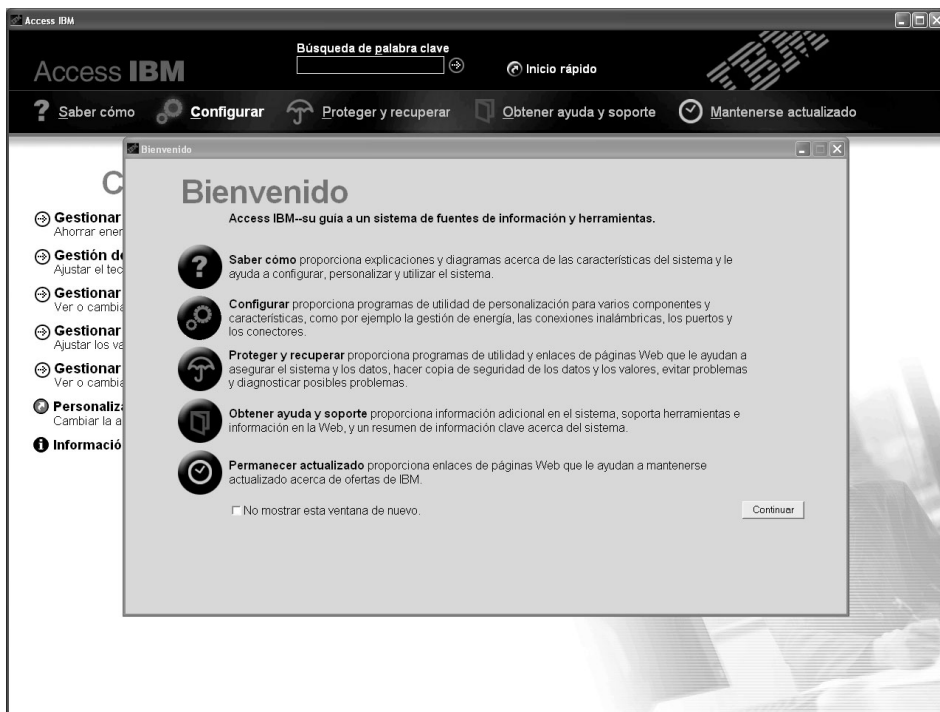 Access IBM
Búsqueda de palabra clave
Access IBM
Inicio rápido
IBM
? Saber cómo
Configurar
Proteger y recuperar
Obtener ayuda y soporte
Mantenerse actualizado
Bienvenido
C
Gestionar
Ahorrar ener
Gestión de
Ajustar el tec
Gestionar
Ver o cambia
Gestionar
Ajustar los va
Gestionar
Ver o cambia
Personaliza
Cambiar la a
Informació
Bienvenido
Access IBM--su guía a un sistema de fuentes de información y herramientas.
? Saber cómo proporciona explicaciones y diagramas acerca de las características del sistema y le
ayuda a configurar, personalizar y utilizar el sistema.
Configurar proporciona programas de utilidad de personalización para varios componentes y
características, como por ejemplo la gestión de energía, las conexiones inalámbricas, los puertos y
los conectores.
Proteger y recuperar proporciona programas de utilidad y enlaces de páginas Web que le ayudan a
asegurar el sistema y los datos, hacer copia de seguridad de los datos y los valores, evitar problemas
y diagnosticar posibles problemas.
Obtener ayuda y soporte proporciona información adicional en el sistema, soporta herramientas e
información en la Web, y un resumen de información clave acerca del sistema.
Permanecer actualizado proporciona enlaces de páginas Web que le ayudan a mantenerse
actualizado acerca de ofertas de IBM.
No mostrar esta ventana de nuevo.
Continuar